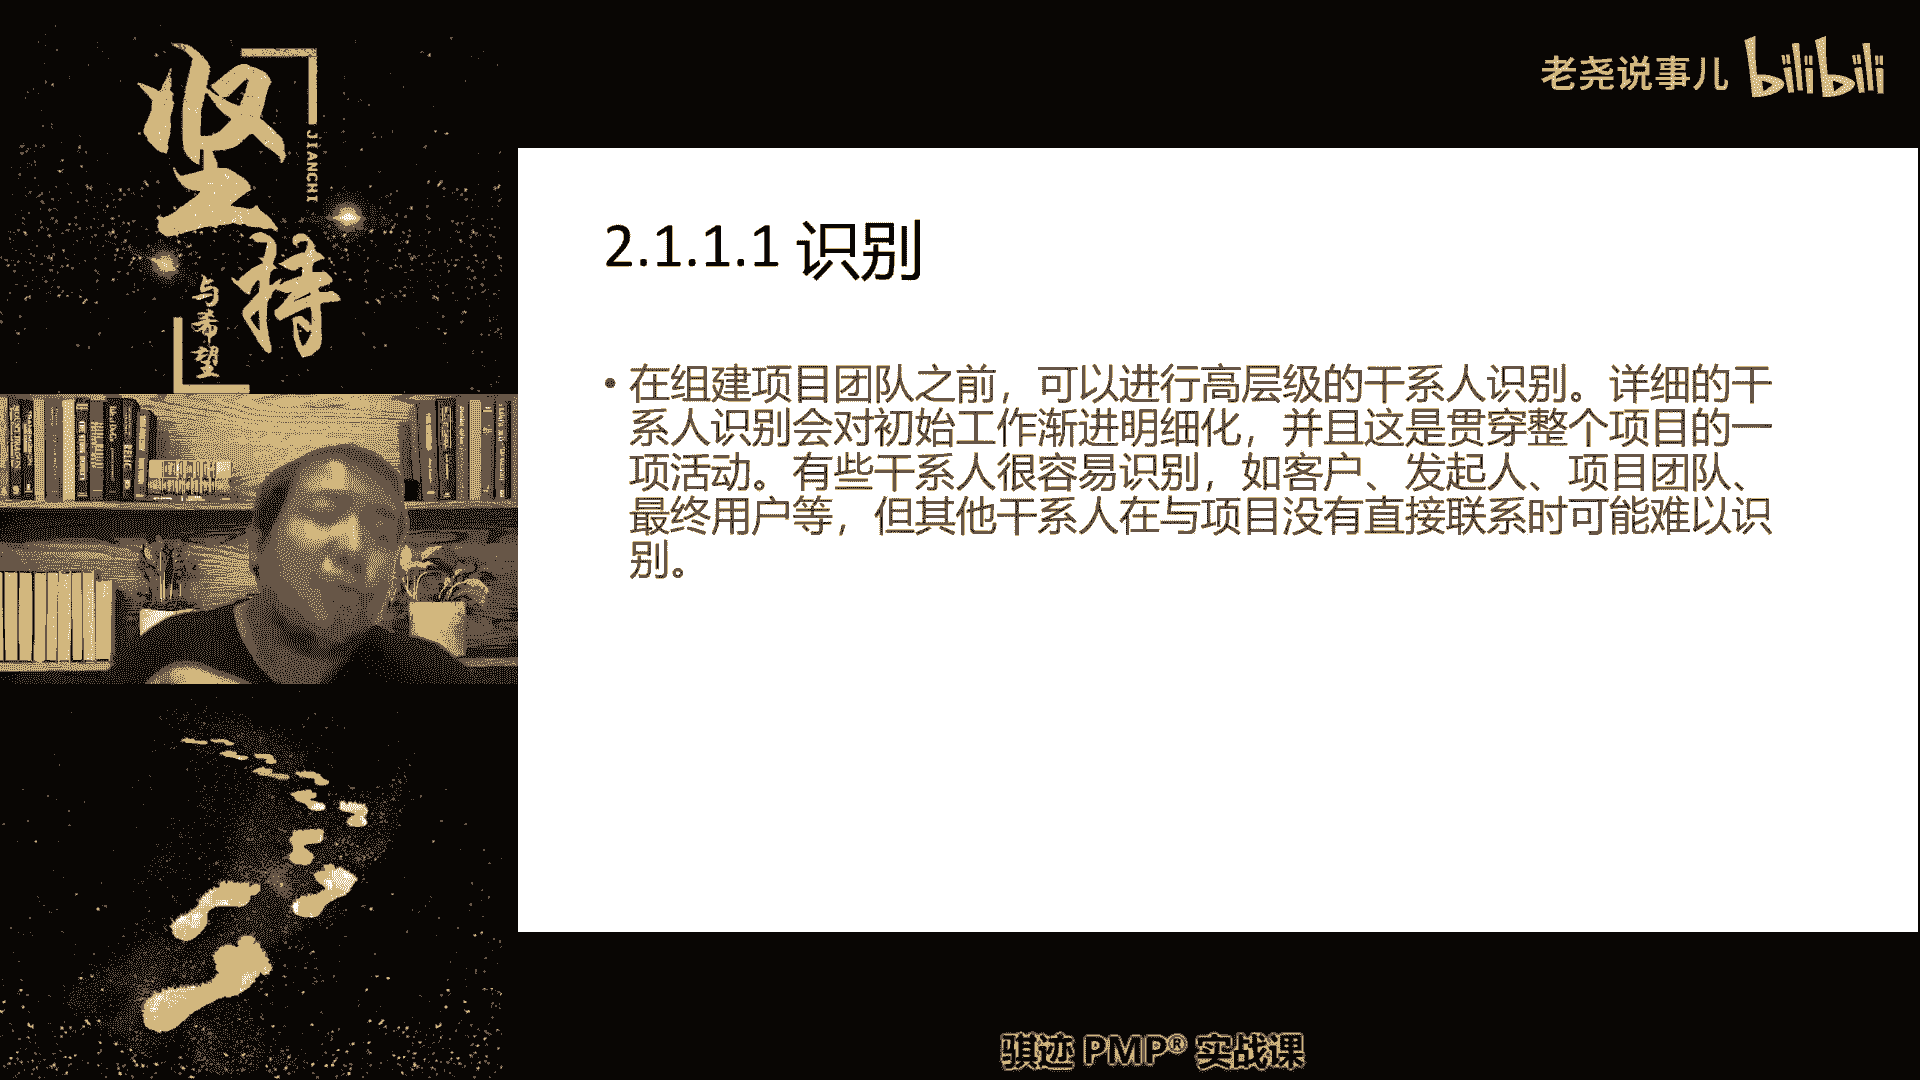 坚持
JIANCHI
与希望
老尧说事儿 bilibili
2.1.1.1 识别
• 在组建项目团队之前，可以进行高层级的干系人识别。详细的干
系人识别会对初始工作渐进明细化，并且这是贯穿整个项目的一
项活动。有些干系人很容易识别，如客户、发起人、项目团队、
最终用户等，但其他干系人在与项目没有直接联系时可能难以识
别。
骐迹 PMP® 实战课